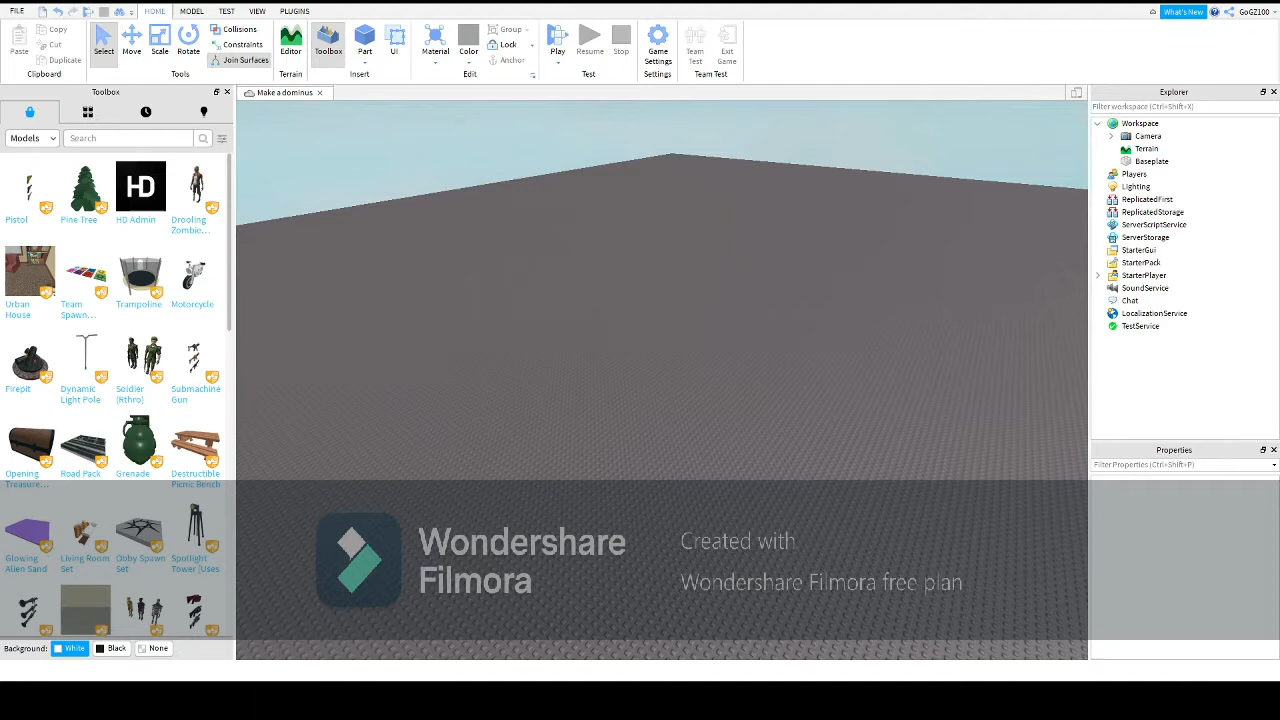 FILE HOME MODEL TEST VIEW PLUGINS What's New GoGZ100
Paste Copy Cut Duplicate Clipboard
Select Move Scale Rotate Collisions Constraints Join Surfaces Tools
Editor Terrain
Toolbox Part UI Insert
Material Color Group Lock Anchor Edit
Play Resume Stop Test
Game Settings Settings
Team Test Exit Game Team Test
Toolbox
Make a dominus
Models Search
Pistol Pine Tree HD Admin Drooling Zombie...
HD
Urban House Team Spawn... Trampoline Motorcycle
Firepit Dynamic Light Pole Soldier (Rthro) Submachine Gun
Opening Treasure... Road Pack Grenade Destructible Picnic Bench
Glowing Alien Sand Living Room Set Obby Spawn Set Spotlight Tower [Uses
Background: White Black None
Explorer
Filter workspace (Ctrl+Shift+X)
Workspace
Camera
Terrain
Baseplate
Players
Lighting
ReplicatedFirst
ReplicatedStorage
ServerScriptService
ServerStorage
StarterGui
StarterPack
StarterPlayer
SoundService
Chat
LocalizationService
TestService
Properties
Filter Properties (Ctrl+Shift+P)
Wondershare
Filmora
Created with
Wondershare Filmora free plan